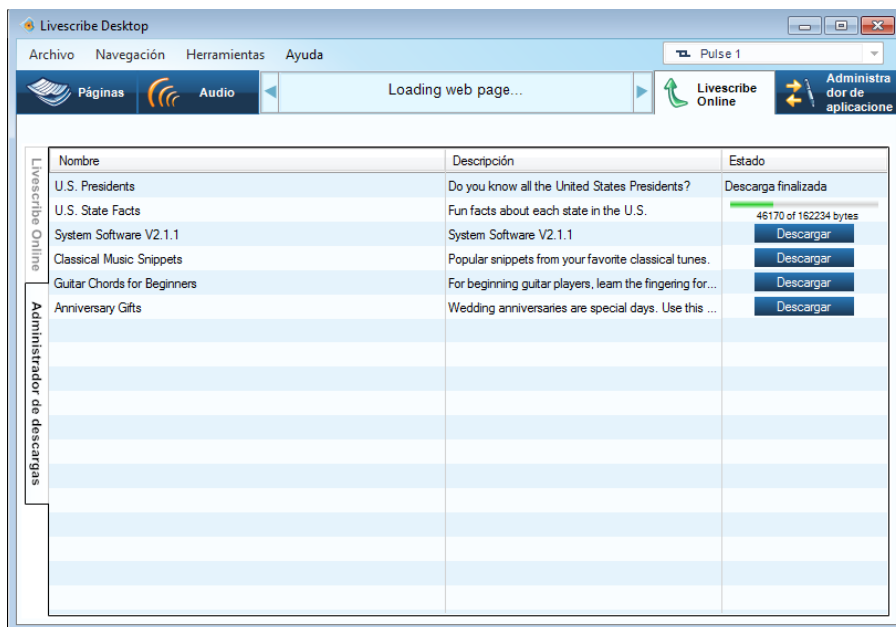 Livescribe Desktop
Archivo Navegación Herramientas Ayuda
Pulse 1
Páginas
Audio
Loading web page...
Livescribe
Online
Administra
dor de
aplicacione
Livescribe Online
Administrador de descargas
Nombre Descripción Estado
U.S. Presidents Do you know all the United States Presidents? Descarga finalizada
U.S. State Facts Fun facts about each state in the U.S. 46170 of 162234 bytes
System Software V2.1.1 System Software V2.1.1 Descargar
Classical Music Snippets Popular snippets from your favorite classical tunes. Descargar
Guitar Chords for Beginners For beginning guitar players, learn the fingering for... Descargar
Anniversary Gifts Wedding anniversaries are special days. Use this ... Descargar